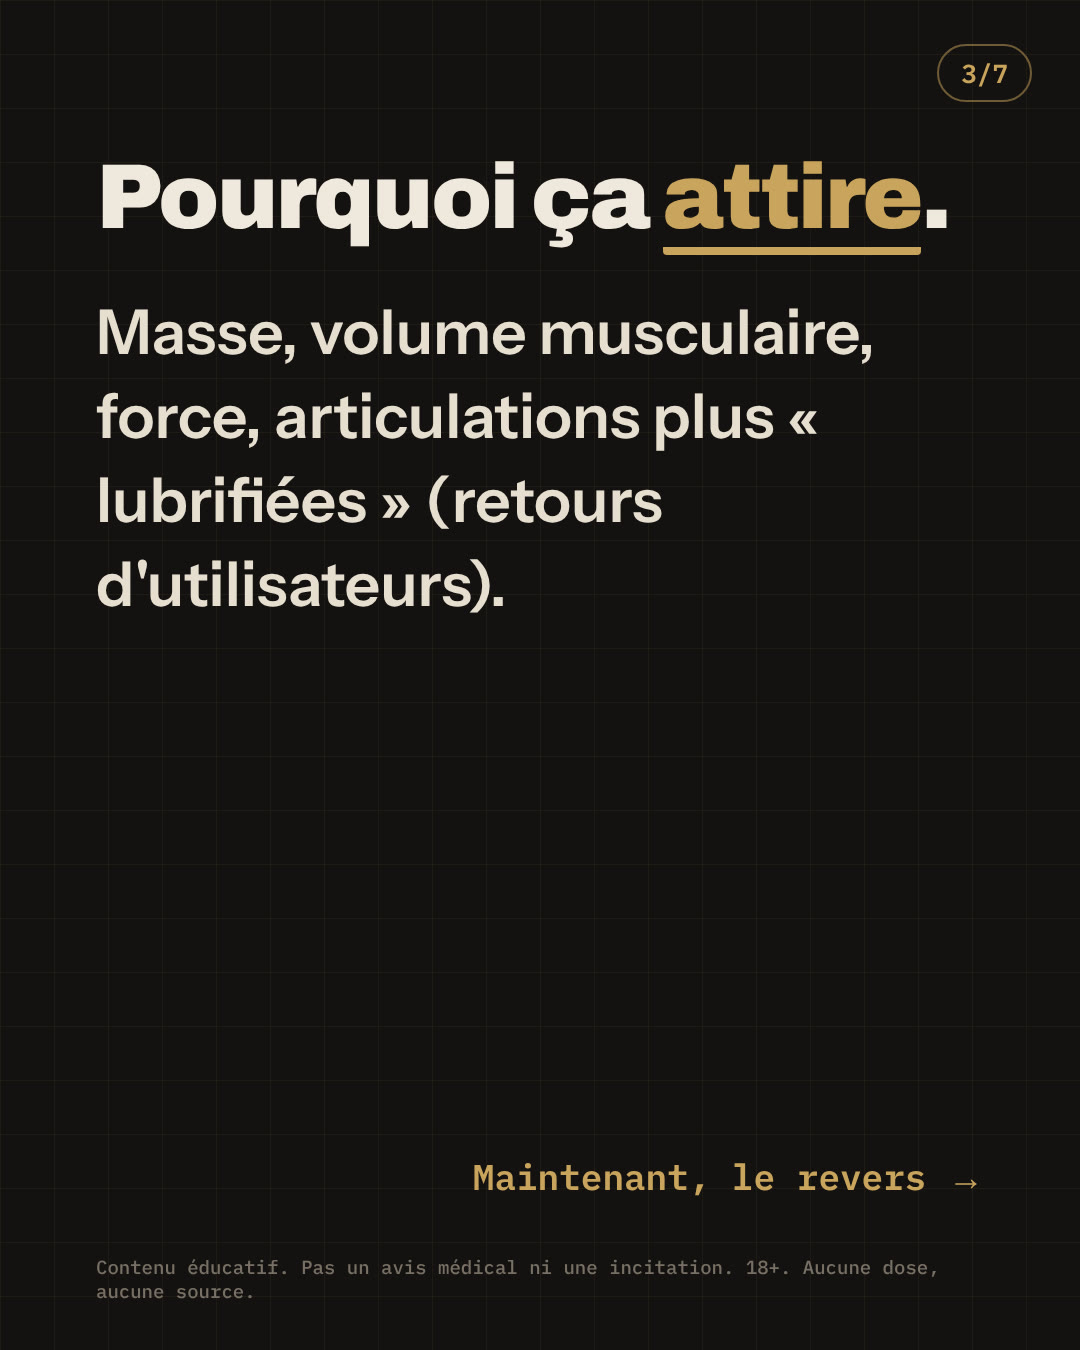 3/7
Pourquoi ça attire.
Masse, volume musculaire,
force, articulations plus «
lubrifiées » (retours
d'utilisateurs).
Maintenant, le revers →
Contenu éducatif. Pas un avis médical ni une incitation. 18+. Aucune dose,
aucune source.